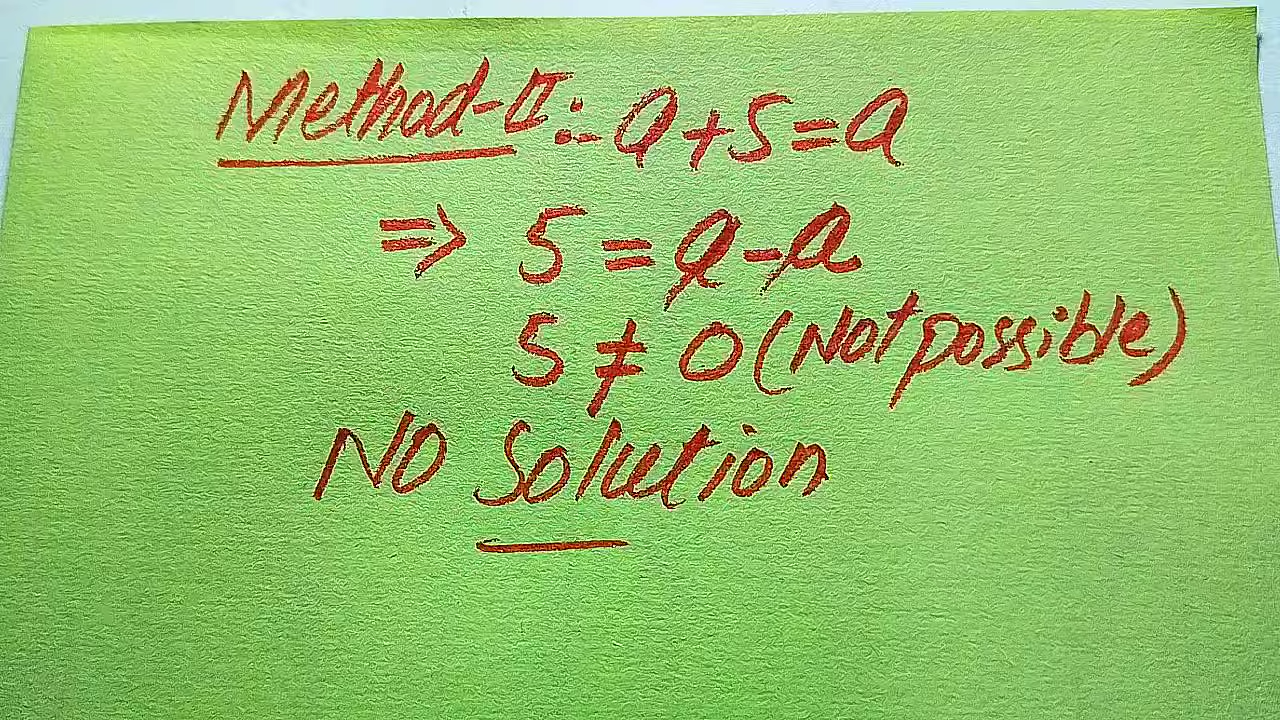 Method-II :- a+5=a
=> 5 = a-a
5 ≠ 0 (Not possible)
NO Solution